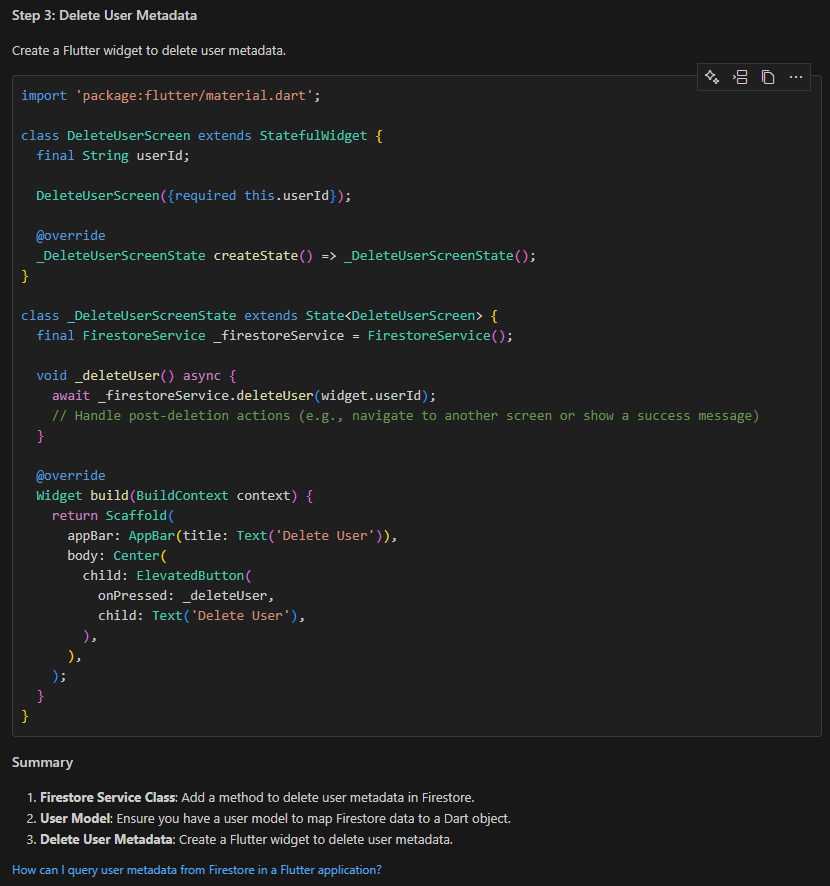 Step 3: Delete User Metadata
Create a Flutter widget to delete user metadata.
import 'package:flutter/material.dart';
class DeleteUserScreen extends StatefulWidget {
  final String userId;
  DeleteUserScreen({required this.userId});
  @override
  _DeleteUserScreenState createState() => _DeleteUserScreenState();
}
class _DeleteUserScreenState extends State<DeleteUserScreen> {
  final FirestoreService _firestoreService = FirestoreService();
  void _deleteUser() async {
    await _firestoreService.deleteUser(widget.userId);
    // Handle post-deletion actions (e.g., navigate to another screen or show a success message)
  }
  @override
  Widget build(BuildContext context) {
    return Scaffold(
      appBar: AppBar(title: Text('Delete User')),
      body: Center(
        child: ElevatedButton(
          onPressed: _deleteUser,
          child: Text('Delete User'),
        ),
      ),
    );
  }
}
Summary
1. Firestore Service Class: Add a method to delete user metadata in Firestore.
2. User Model: Ensure you have a user model to map Firestore data to a Dart object.
3. Delete User Metadata: Create a Flutter widget to delete user metadata.
How can I query user metadata from Firestore in a Flutter application?